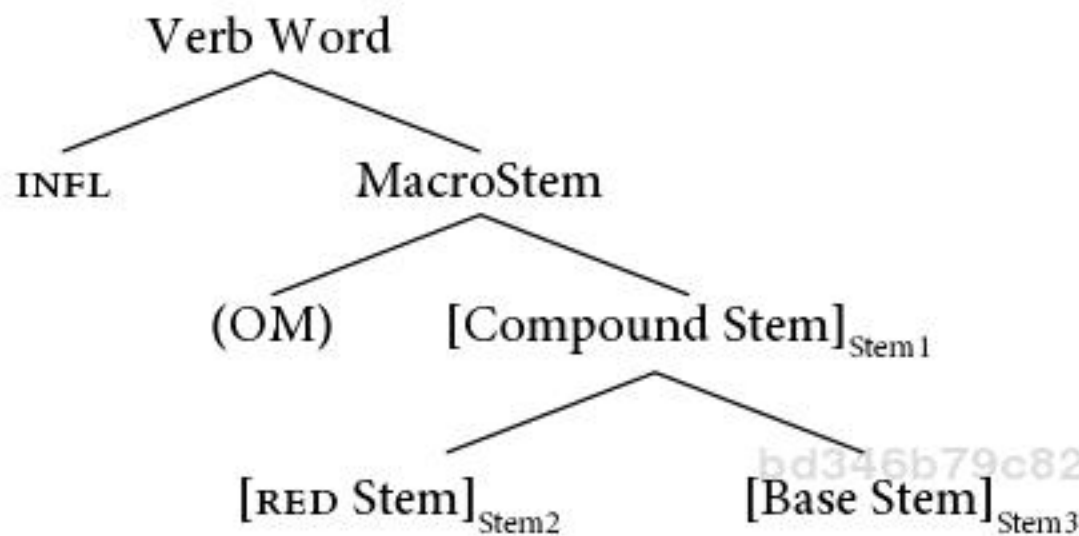 Verb Word
INFL MacroStem
(OM) [Compound Stem]Stem1
bd346b79c82
[RED Stem]Stem2 [Base Stem]Stem3